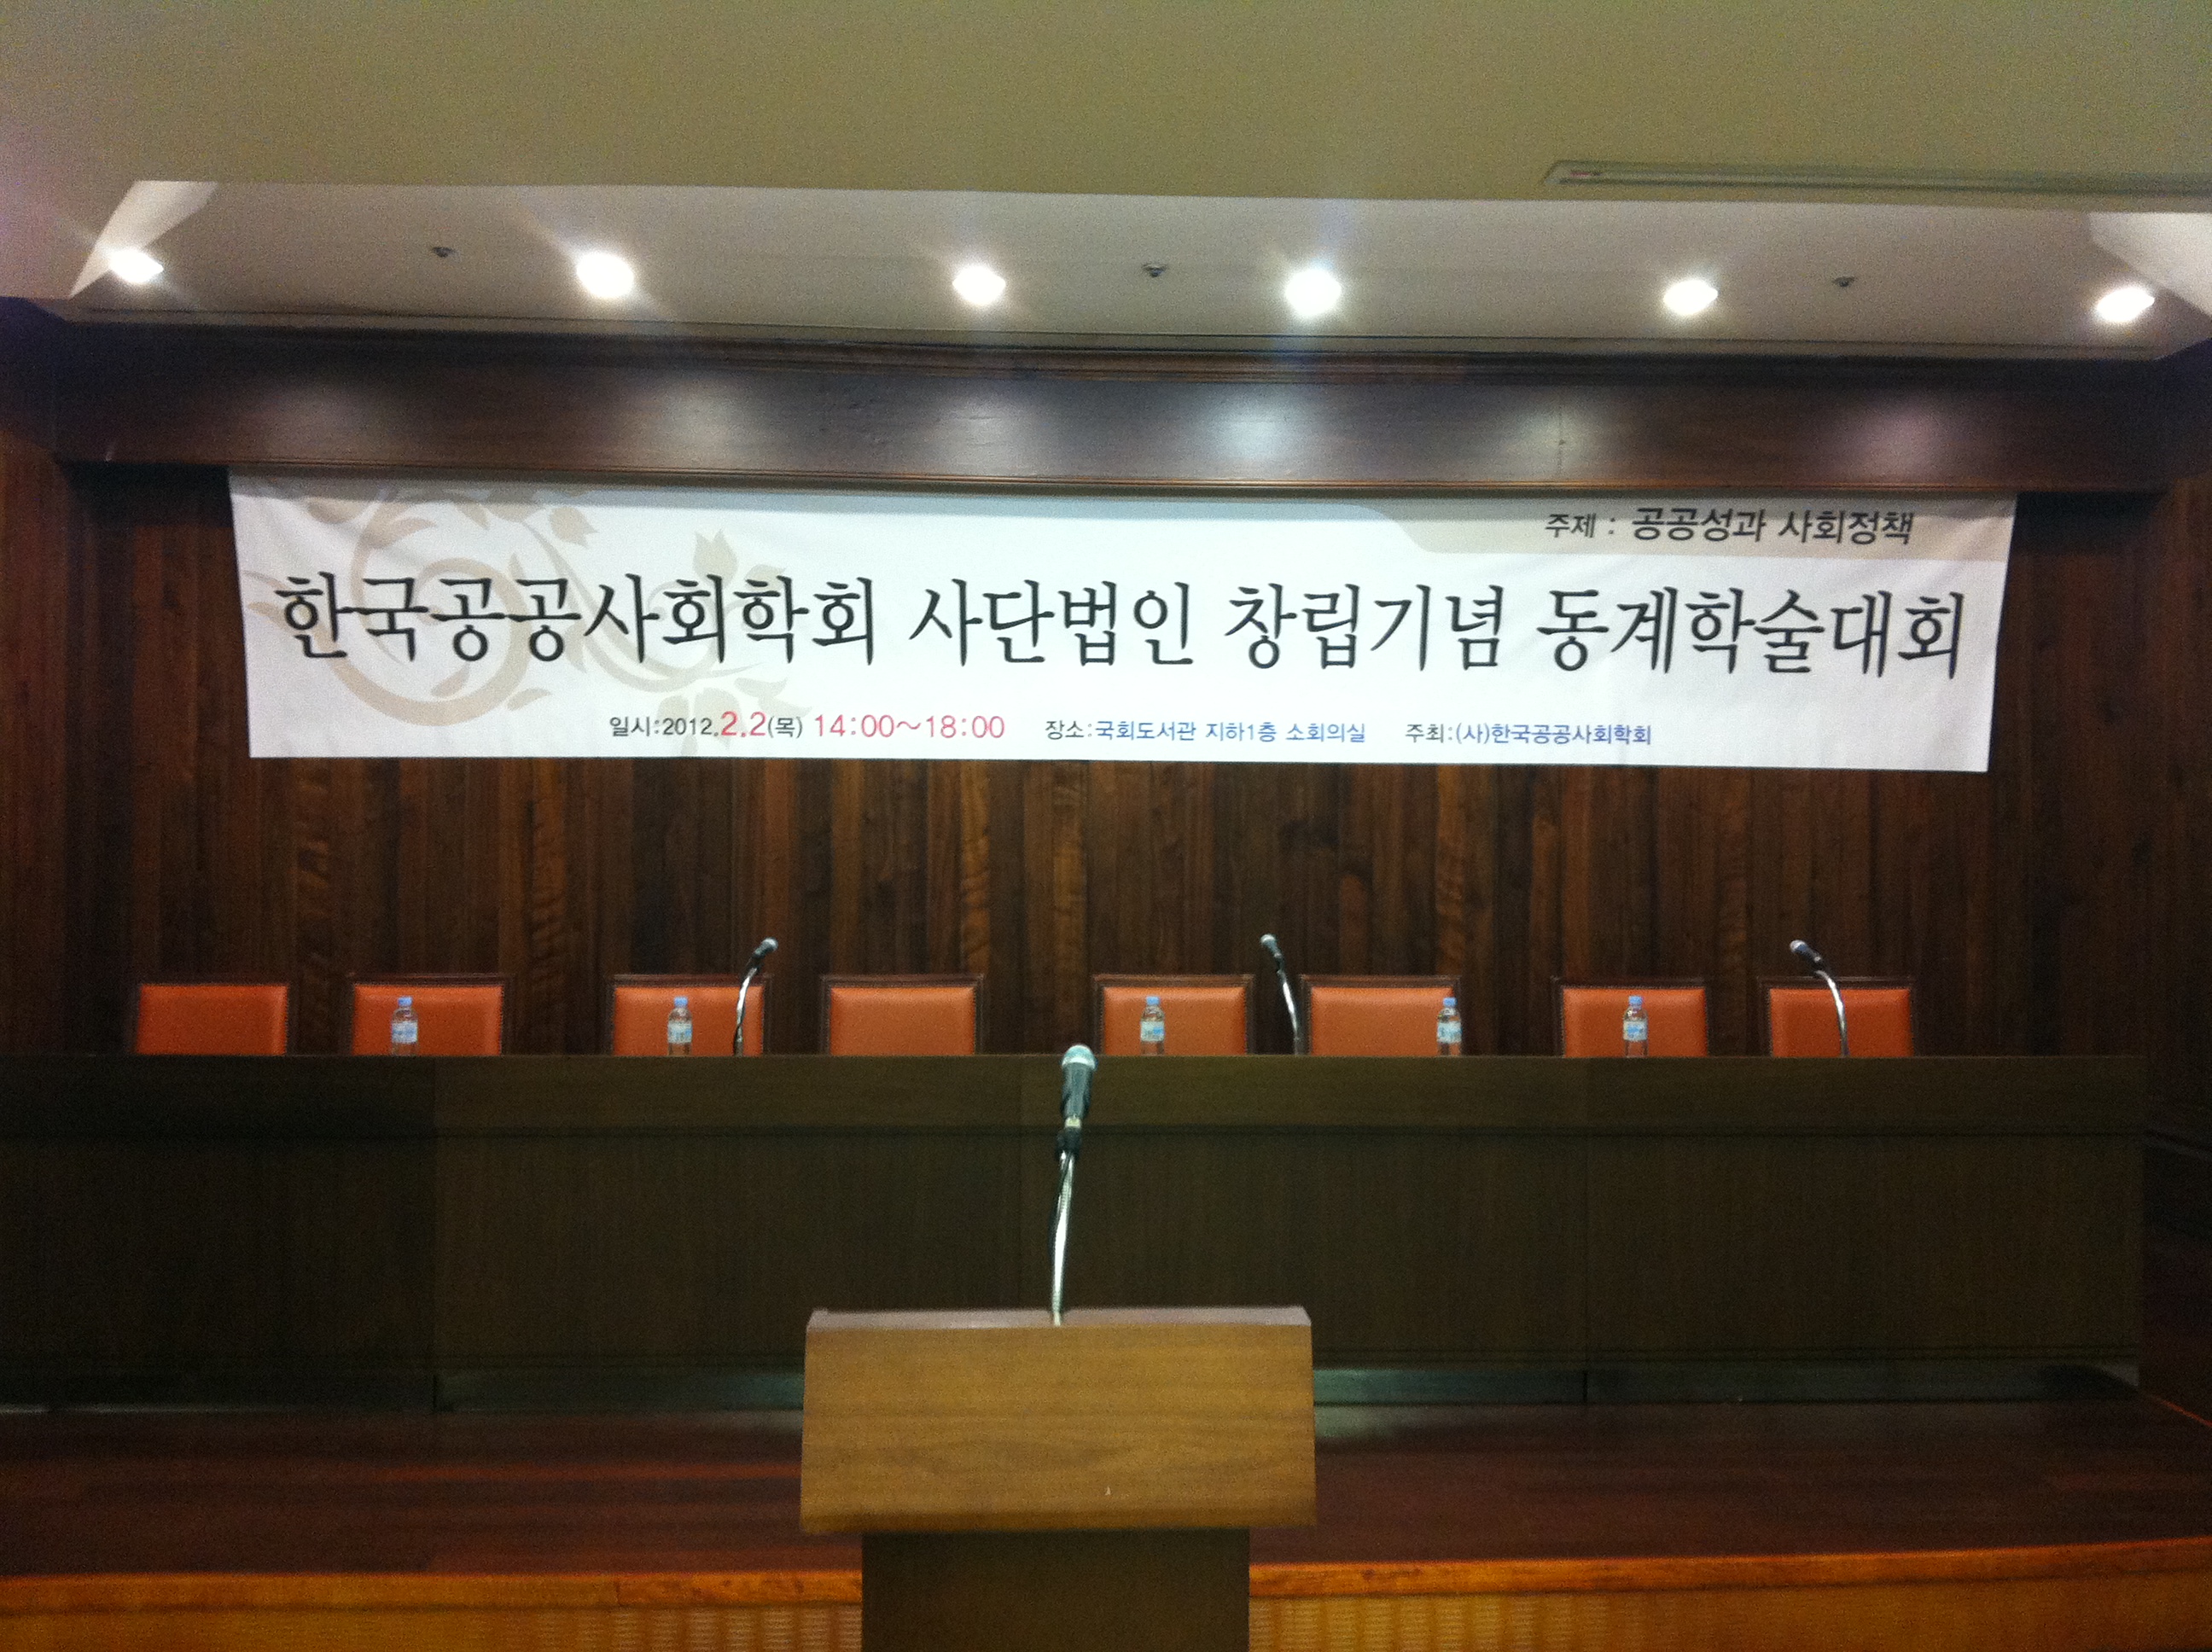 주제 : 공공성과 사회정책
한국공공사회학회 사단법인 창립기념 동계학술대회
일시:2012.2.2(목) 14:00~18:00 장소:국회도서관 지하1층 소회의실 주최:(사)한국공공사회학회